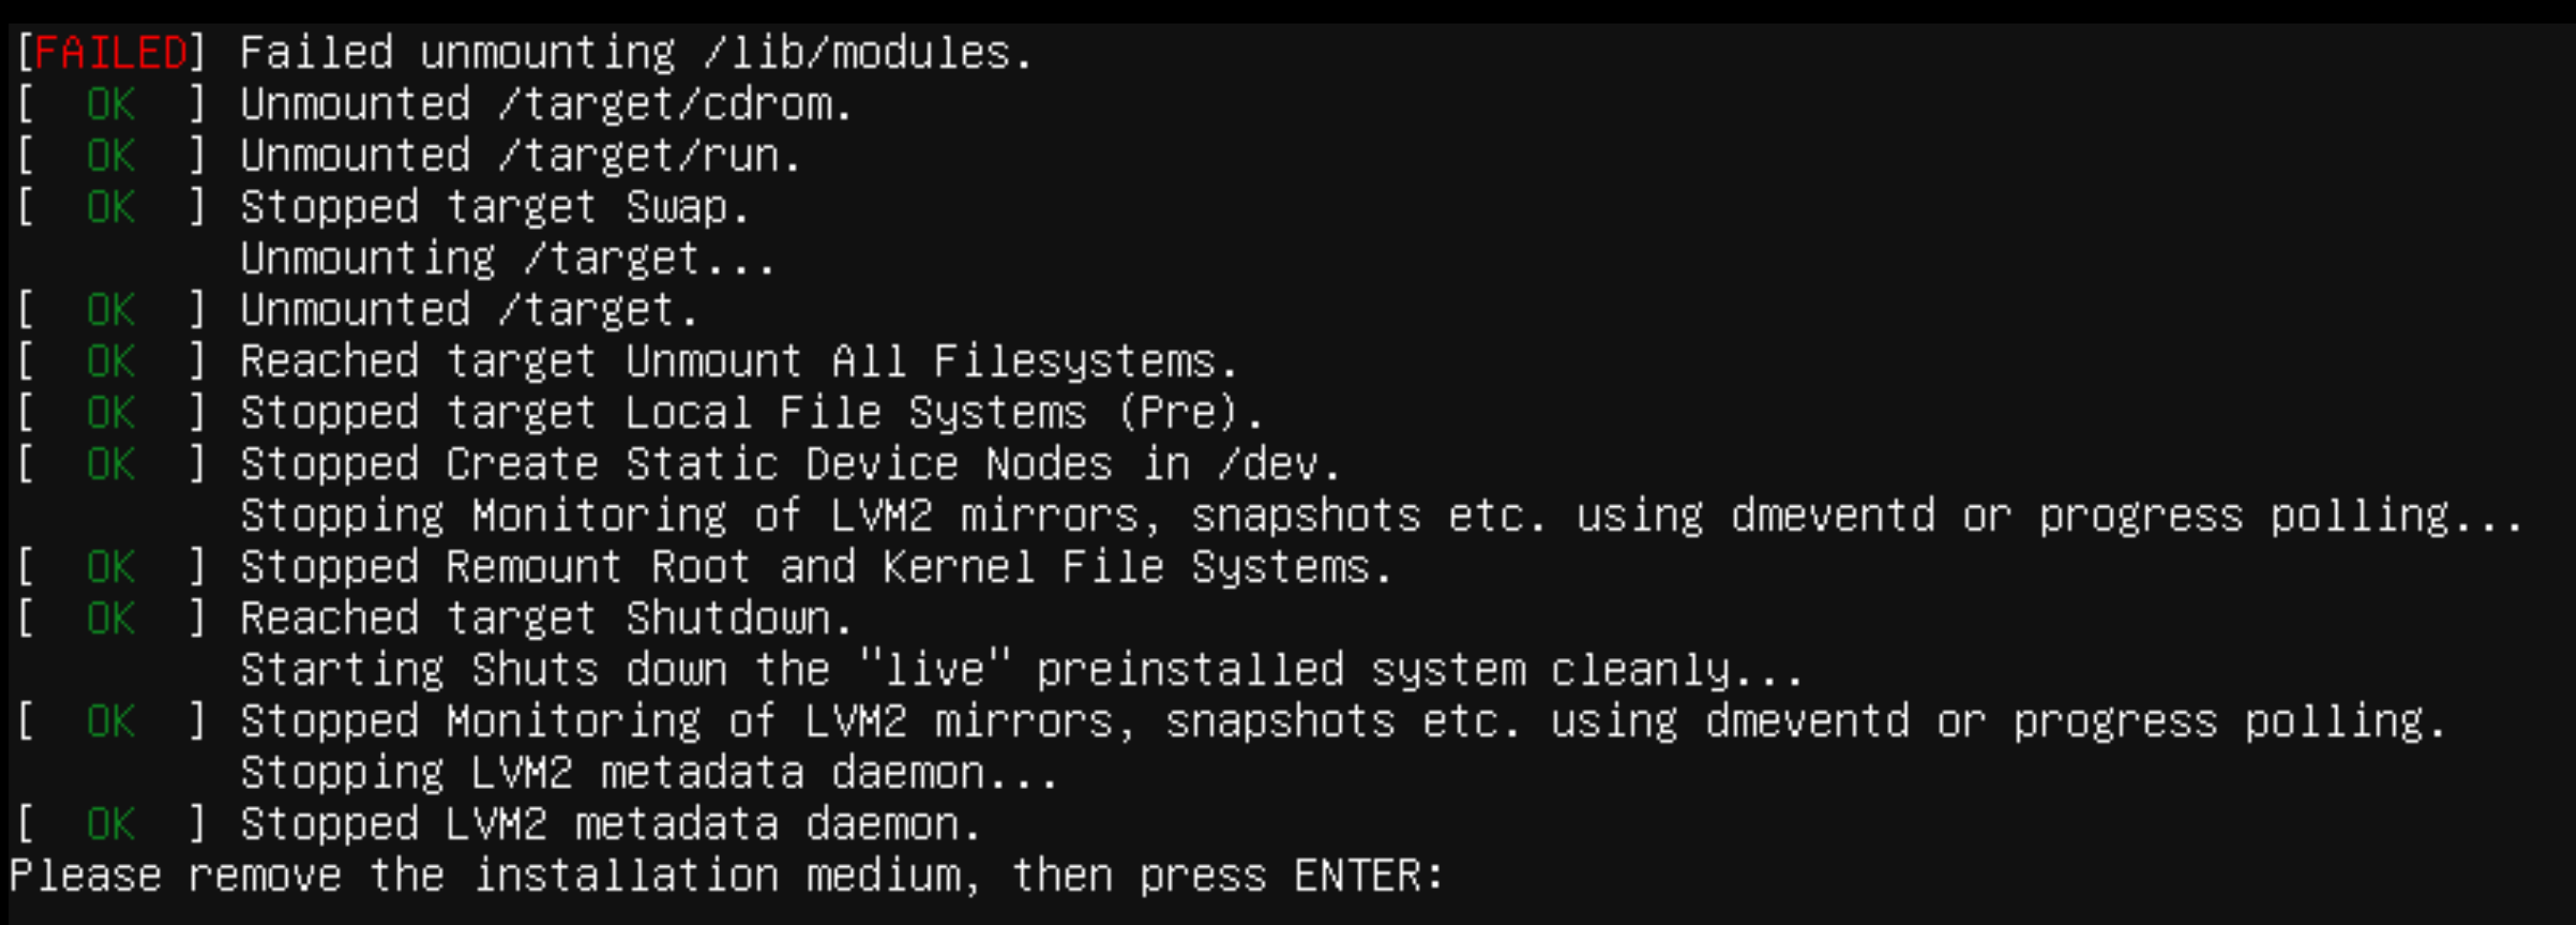 [FAILED] Failed unmounting /lib/modules.
[  OK  ] Unmounted /target/cdrom.
[  OK  ] Unmounted /target/run.
[  OK  ] Stopped target Swap.
         Unmounting /target...
[  OK  ] Unmounted /target.
[  OK  ] Reached target Unmount All Filesystems.
[  OK  ] Stopped target Local File Systems (Pre).
[  OK  ] Stopped Create Static Device Nodes in /dev.
         Stopping Monitoring of LVM2 mirrors, snapshots etc. using dmeventd or progress polling...
[  OK  ] Stopped Remount Root and Kernel File Systems.
[  OK  ] Reached target Shutdown.
         Starting Shuts down the "live" preinstalled system cleanly...
[  OK  ] Stopped Monitoring of LVM2 mirrors, snapshots etc. using dmeventd or progress polling.
         Stopping LVM2 metadata daemon...
[  OK  ] Stopped LVM2 metadata daemon.
Please remove the installation medium, then press ENTER: